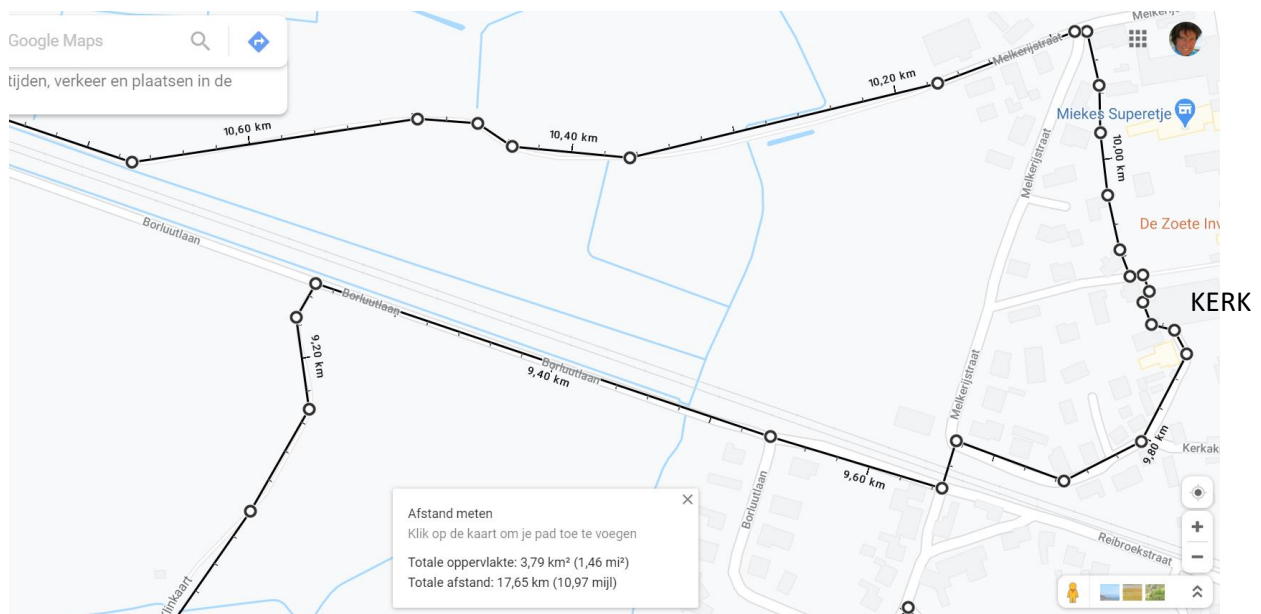 Google Maps
tijden, verkeer en plaatsen in de
Melkerijstraat
Melkerijstraat
10,20 km
Miekes Superetje
10,60 km
10,40 km
10,00 km
Melkerijstraat
De Zoete Inv
Borluutlaan
Borluutlaan
KERK
9,20 km
Borluutlaan
9,40 km
Melkerijstraat
9,80 km
Kerkak
9,60 km
Borluutlaan
Afstand meten
Klik op de kaart om je pad toe te voegen
Totale oppervlakte: 3,79 km² (1,46 mi²)
Totale afstand: 17,65 km (10,97 mijl)
Reibroekstraat
linkaart